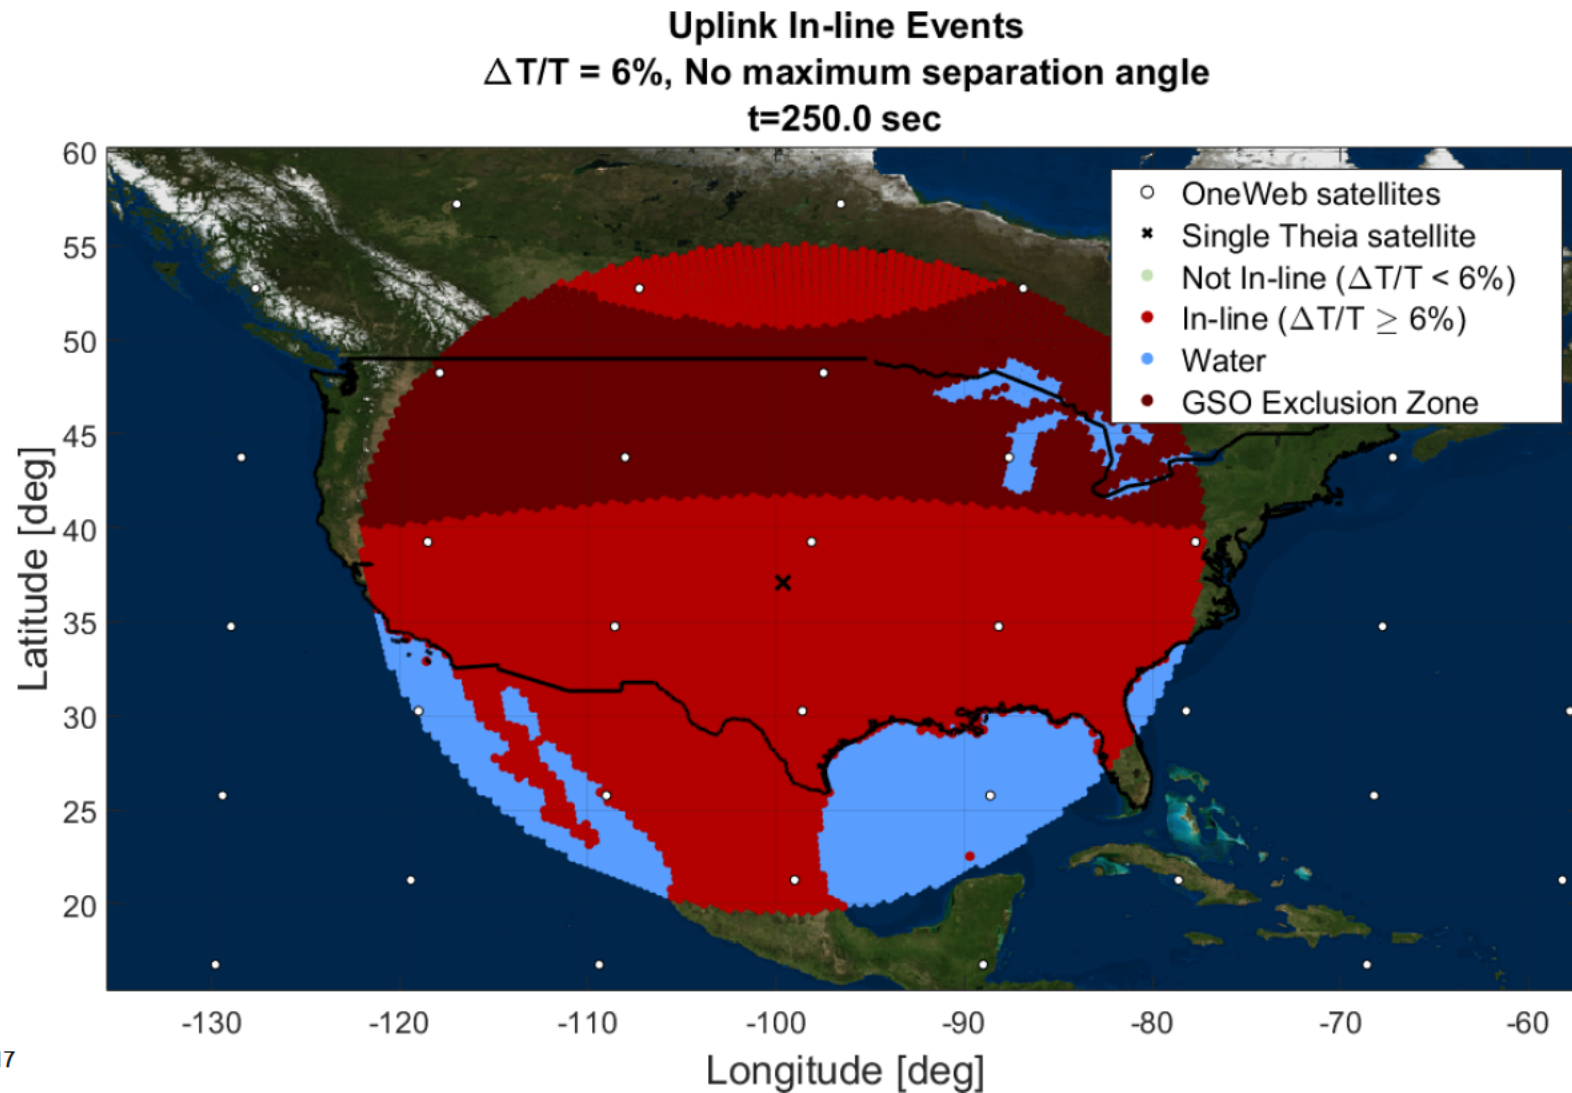 Uplink In-line Events
ΔT/T = 6%, No maximum separation angle
t=250.0 sec
60
55
50
45
40
35
30
25
20
Latitude [deg]
OneWeb satellites
Single Theia satellite
Not In-line (ΔT/T < 6%)
In-line (ΔT/T ≥ 6%)
Water
GSO Exclusion Zone
-130 -120 -110 -100 -90 -80 -70 -60
Longitude [deg]